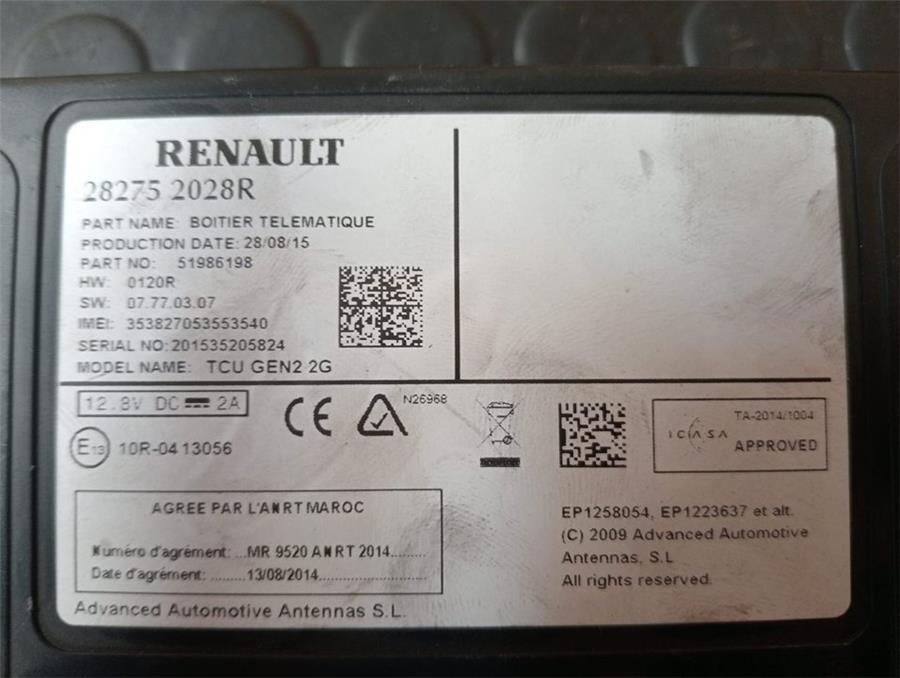 RENAULT
28275 2028R
PART NAME: BOITIER TELEMATIQUE
PRODUCTION DATE: 28/08/15
PART NO: 51986198
HW: 0120R
SW: 07.77.03.07
IMEI: 353827053553540
SERIAL NO: 201535205824
MODEL NAME: TCU GEN2 2G
12.8V DC 2A
CE
N26968
E13 10R-04 13056
ICASA
TA-2014/1004
APPROVED
AGREE PAR L'ANRT MAROC
Numéro d'agrément: ...MR 9520 ANRT 2014.........
Date d'agrément: .........13/08/2014......................
Advanced Automotive Antennas S.L.
EP1258054, EP1223637 et alt.
(C) 2009 Advanced Automotive
Antennas, S.L
All rights reserved.